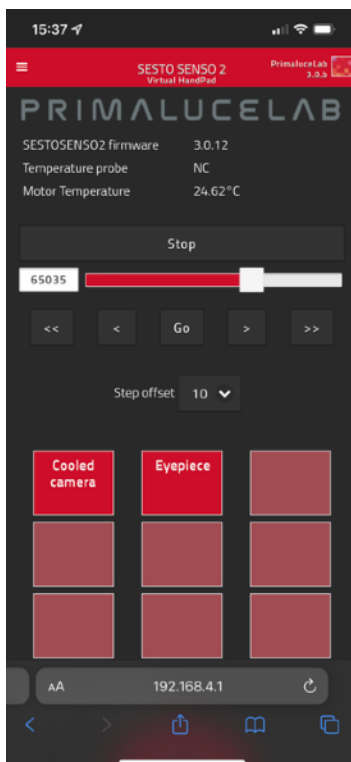 15:37
SESTO SENSO 2
Virtual HandPad
PrimaluceLab
3.0.b
PRIMALUCELAB
SESTOSENSO2 firmware 3.0.12
Temperature probe NC
Motor Temperature 24.62°C
Stop
65035
<< < Go > >>
Step offset 10
Cooled camera
Eyepiece
AA 192.168.4.1